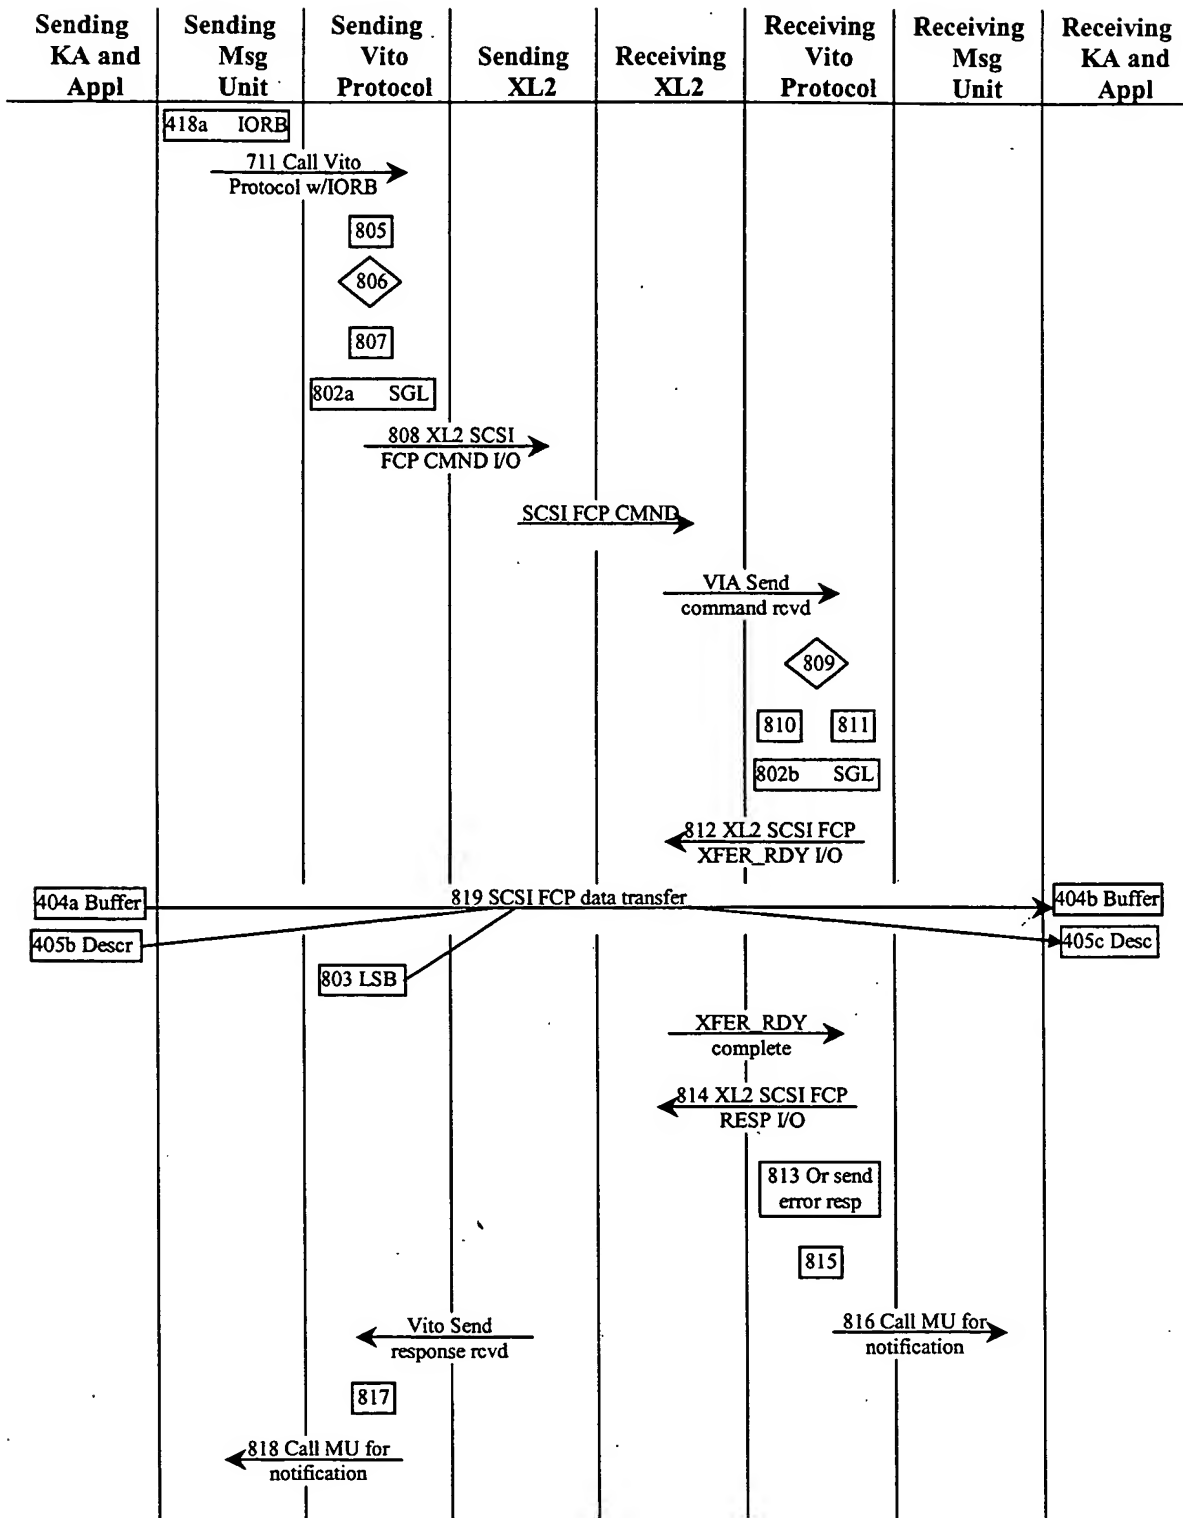 Sending KA and Appl
Sending Msg Unit
Sending Vito Protocol
Sending XL2
Receiving XL2
Receiving Vito Protocol
Receiving Msg Unit
Receiving KA and Appl
418a IORB
711 Call Vito
Protocol w/IORB
805
806
807
802a SGL
808 XL2 SCSI
FCP CMND I/O
SCSI FCP CMND
VIA Send
command rcvd
809
810 811
802b SGL
812 XL2 SCSI FCP
XFER_RDY I/O
404a Buffer
819 SCSI FCP data transfer
404b Buffer
405b Descr
405c Desc
803 LSB
XFER_RDY
complete
814 XL2 SCSI FCP
RESP I/O
813 Or send
error resp
815
Vito Send
response rcvd
816 Call MU for
notification
817
818 Call MU for
notification